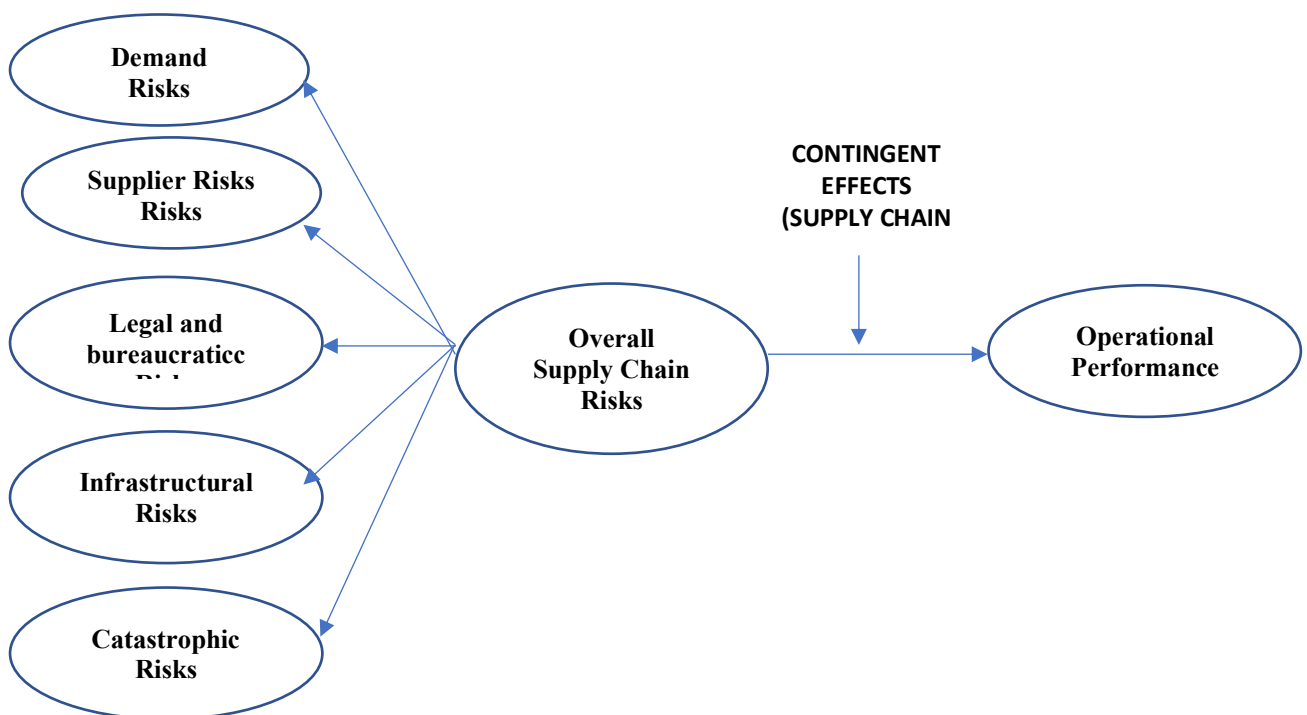 Demand
Risks
Supplier Risks
Risks
Legal and
bureaucraticc
Infrastructural
Risks
Catastrophic
Risks
Overall
Supply Chain
Risks
CONTINGENT
EFFECTS
(SUPPLY CHAIN
Operational
Performance